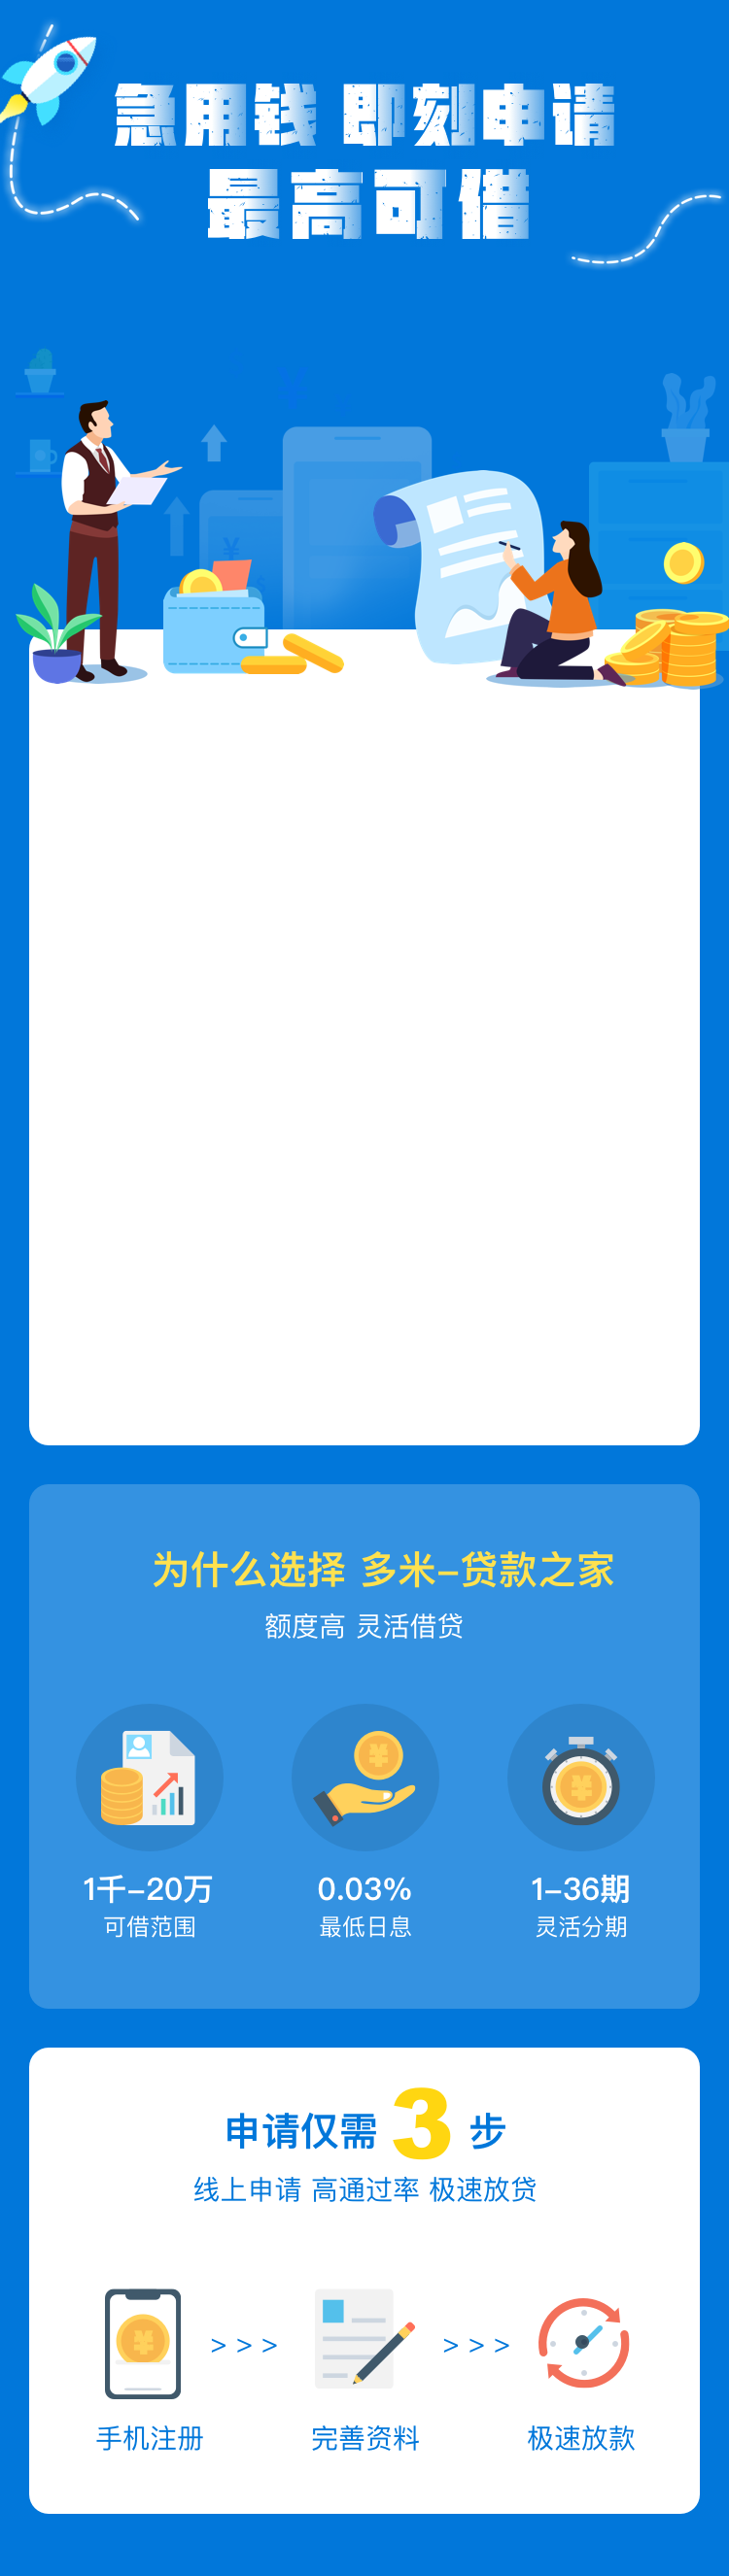 急用钱 即刻申请
最高可借
¥
¥
为什么选择 多米-贷款之家
额度高 灵活借贷
¥
¥
1千-20万
0.03%
1-36期
可借范围
最低日息
灵活分期
申请仅需 3 步
线上申请 高通过率 极速放贷
¥
> > >
> > >
手机注册
完善资料
极速放款